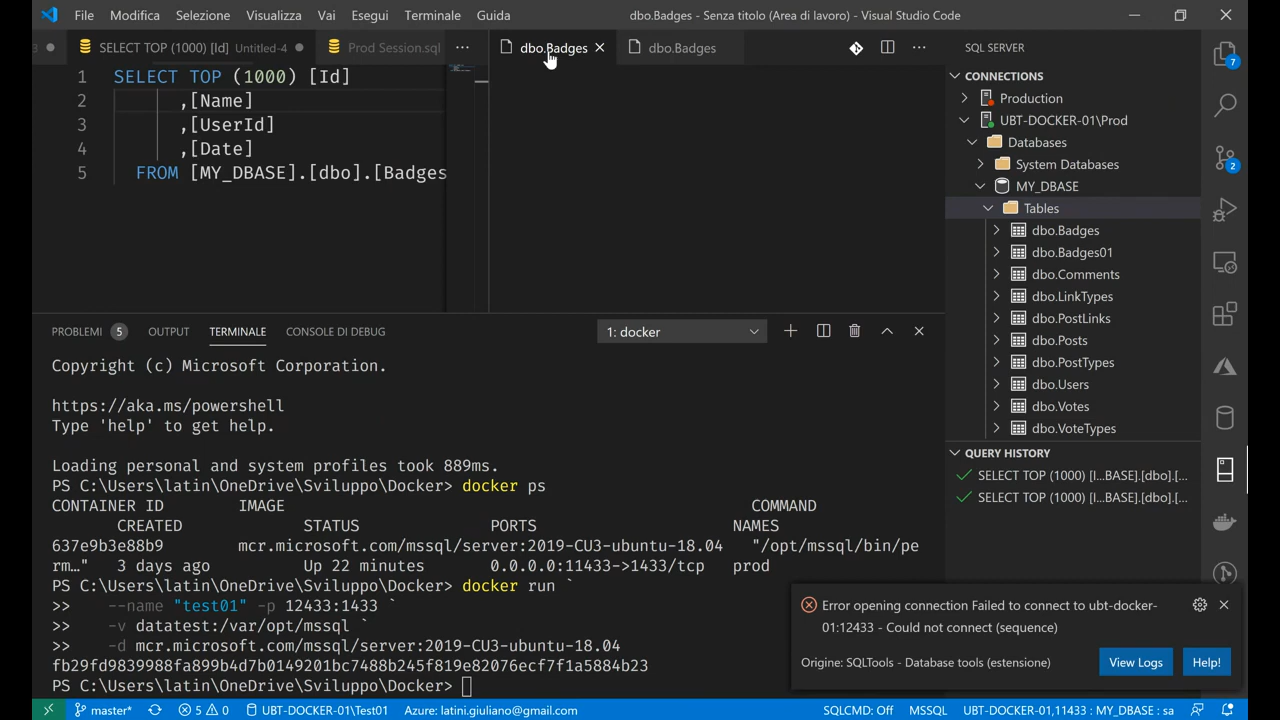 File Modifica Selezione Visualizza Vai Esegui Terminale Guida dbo.Badges - Senza titolo (Area di lavoro) - Visual Studio Code
3 SELECT TOP (1000) [Id] Untitled-4 Prod Session.sql ··· dbo.Badges dbo.Badges ···
1 SELECT TOP (1000) [Id]
2 ,[Name]
3 ,[UserId]
4 ,[Date]
5 FROM [MY_DBASE].[dbo].[Badges
SQL SERVER
CONNECTIONS
Production
UBT-DOCKER-01\Prod
Databases
System Databases
MY_DBASE
Tables
dbo.Badges
dbo.Badges01
dbo.Comments
dbo.LinkTypes
dbo.PostLinks
dbo.Posts
dbo.PostTypes
dbo.Users
dbo.Votes
dbo.VoteTypes
QUERY HISTORY
SELECT TOP (1000) [I...BASE].[dbo].[...
SELECT TOP (1000) [I...BASE].[dbo].[...
7
2
PROBLEMI 5 OUTPUT TERMINALE CONSOLE DI DEBUG 1: docker
Copyright (c) Microsoft Corporation.
https://aka.ms/powershell
Type 'help' to get help.
Loading personal and system profiles took 889ms.
PS C:\Users\latin\OneDrive\Sviluppo\Docker> docker ps
CONTAINER ID IMAGE COMMAND
CREATED STATUS PORTS NAMES
637e9b3e88b9 mcr.microsoft.com/mssql/server:2019-CU3-ubuntu-18.04 "/opt/mssql/bin/pe
rm…" 3 days ago Up 22 minutes 0.0.0.0:11433->1433/tcp prod
PS C:\Users\latin\OneDrive\Sviluppo\Docker> docker run `
>> --name "test01" -p 12433:1433 `
>> -v datatest:/var/opt/mssql `
>> -d mcr.microsoft.com/mssql/server:2019-CU3-ubuntu-18.04
fb29fd9839988fa899b4d7b0149201bc7488b245f819e82076ecf7f1a5884b23
PS C:\Users\latin\OneDrive\Sviluppo\Docker>
Error opening connection Failed to connect to ubt-docker-
01:12433 - Could not connect (sequence)
Origine: SQLTools - Database tools (estensione) View Logs Help!
master* 5 0 UBT-DOCKER-01\Test01 Azure: latini.giuliano@gmail.com SQLCMD: Off MSSQL UBT-DOCKER-01,11433 : MY_DBASE : sa